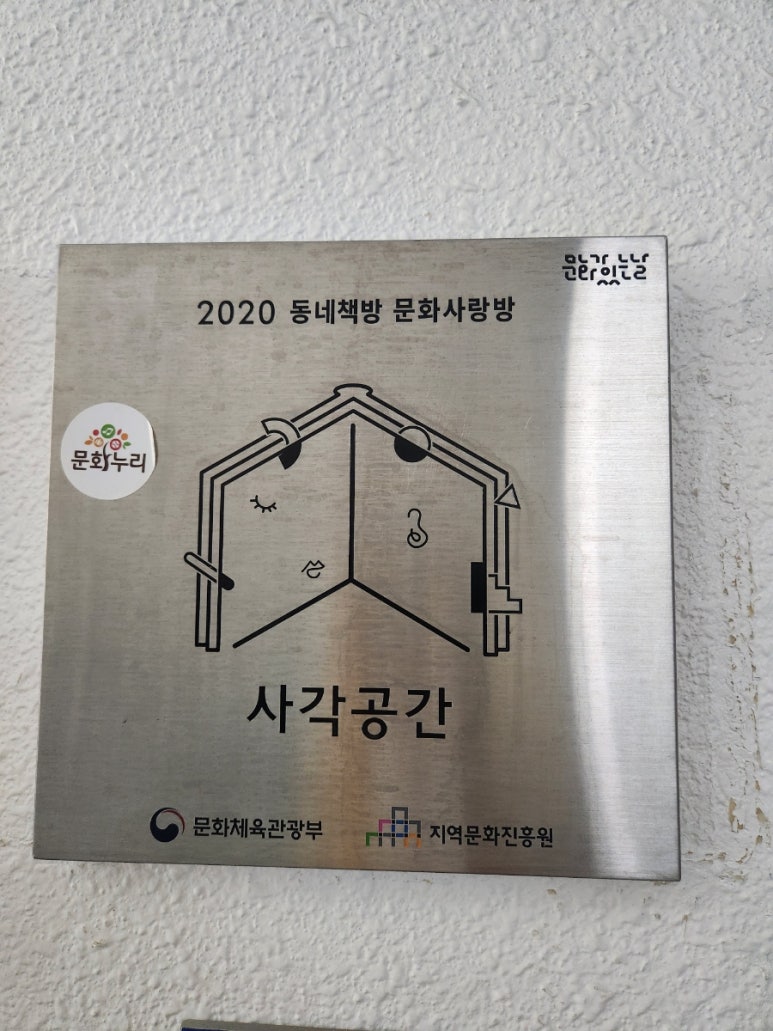 문화가 있는 날
2020 동네책방 문화사랑방
문화누리
사각공간
문화체육관광부
지역문화진흥원